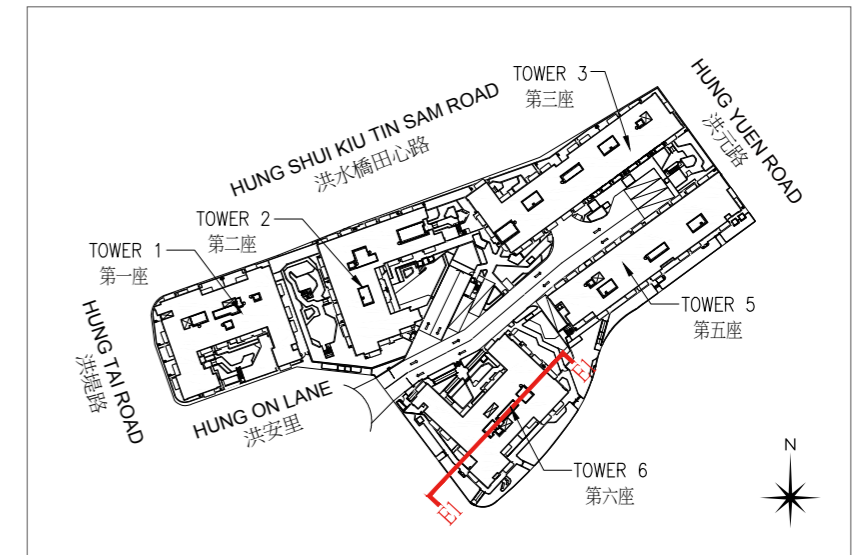 TOWER 3
第三座
HUNG YUEN ROAD
洪元路
HUNG SHUI KIU TIN SAM ROAD
洪水橋田心路
TOWER 2
第二座
TOWER 1
第一座
TOWER 5
第五座
HUNG TAI ROAD
洪堤路
HUNG ON LANE
洪安里
E1
TOWER 6
第六座
E1
N